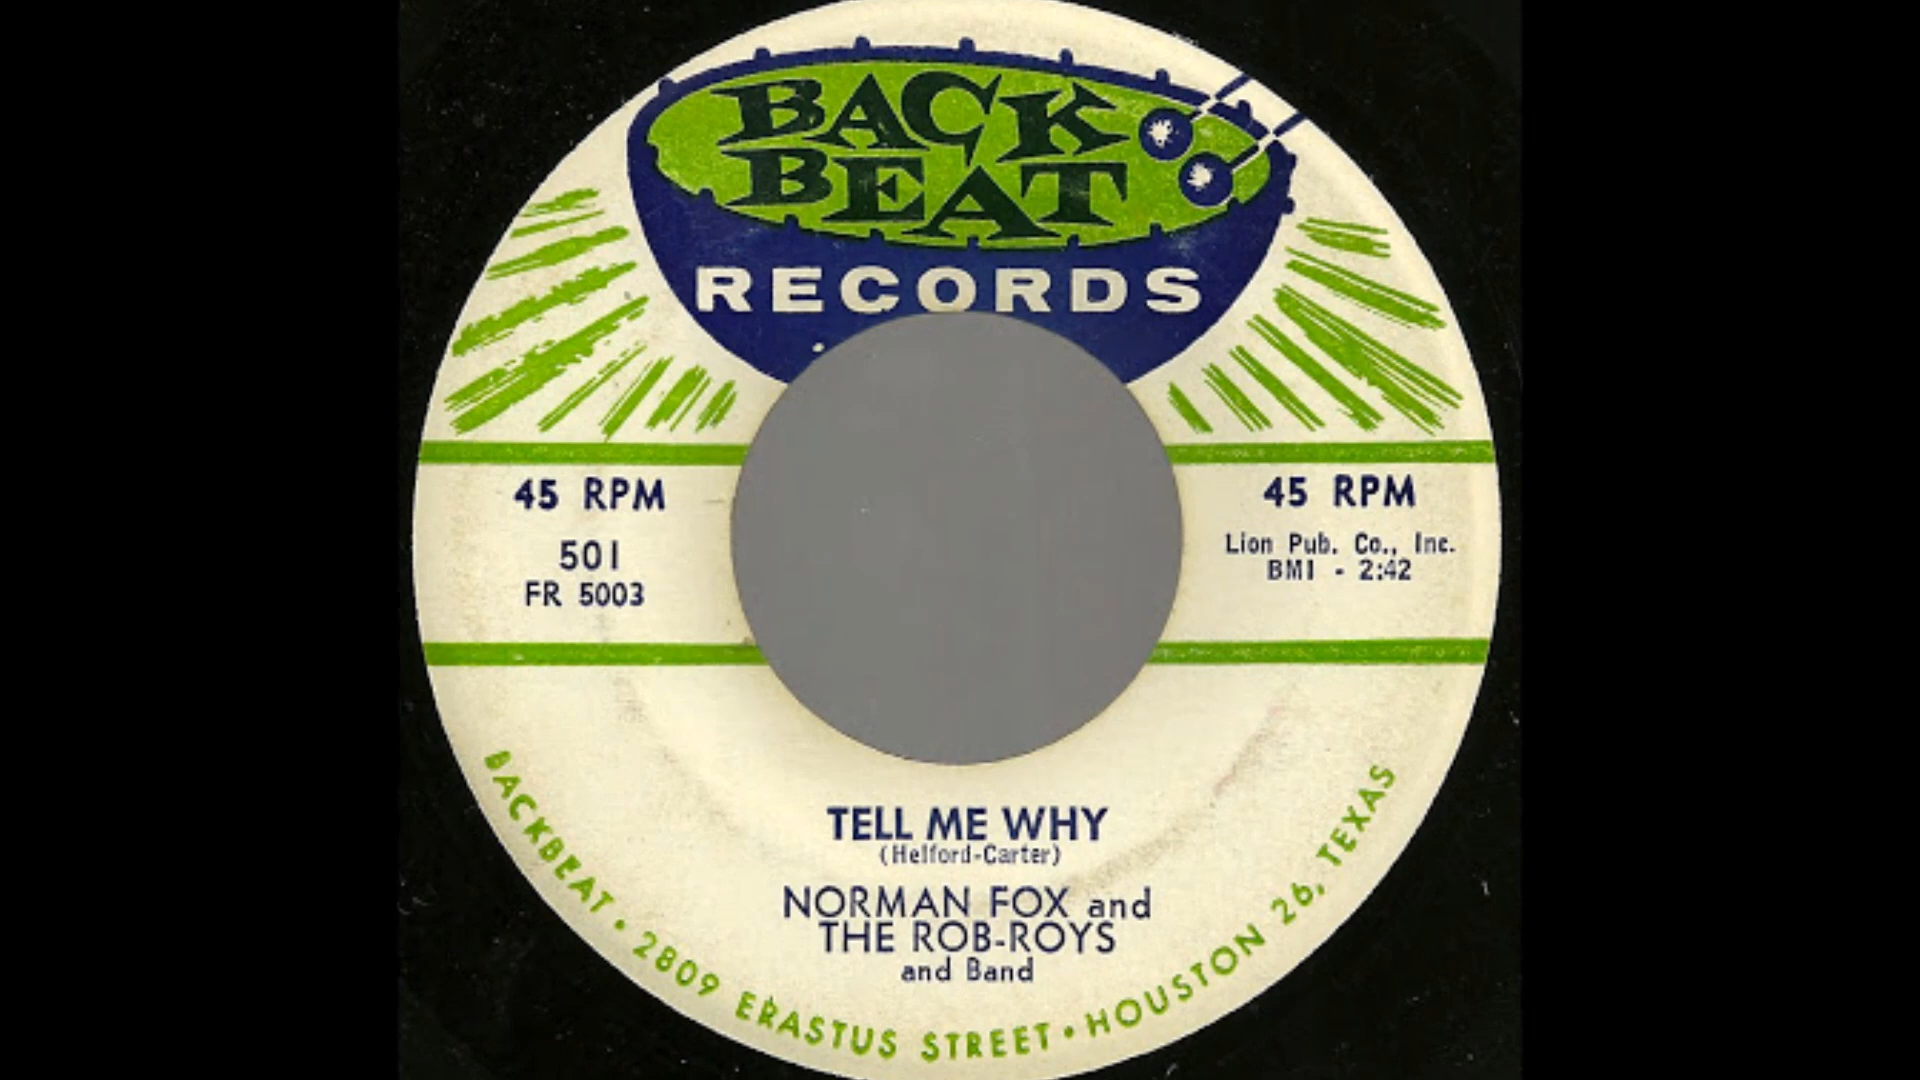 BACK
BEAT
RECORDS
45 RPM
501
FR 5003
45 RPM
Lion Pub. Co., Inc.
BMI - 2:42
TELL ME WHY
(Helford-Carter)
NORMAN FOX and
THE ROB-ROYS
and Band
BACKBEAT • 2809 ERASTUS STREET • HOUSTON 26, TEXAS